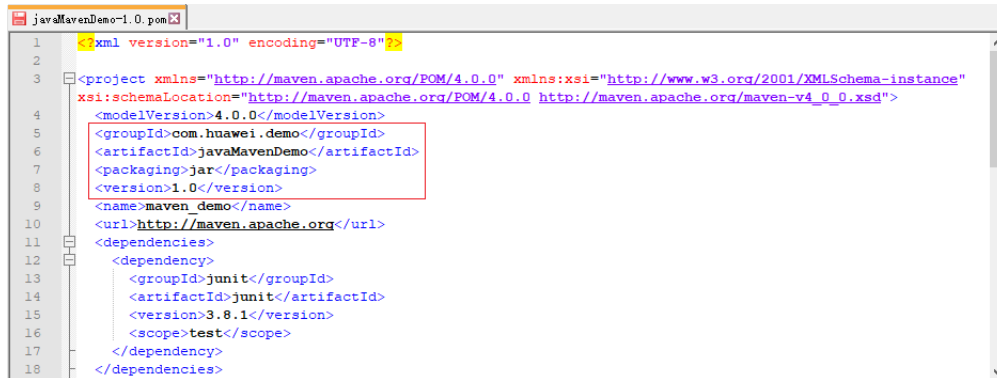 javaMavenDemo-1.0.pom
1 <?xml version="1.0" encoding="UTF-8"?>
2
3 <project xmlns="http://maven.apache.org/POM/4.0.0" xmlns:xsi="http://www.w3.org/2001/XMLSchema-instance"
xsi:schemaLocation="http://maven.apache.org/POM/4.0.0 http://maven.apache.org/maven-v4_0_0.xsd">
4 <modelVersion>4.0.0</modelVersion>
5 <groupId>com.huawei.demo</groupId>
6 <artifactId>javaMavenDemo</artifactId>
7 <packaging>jar</packaging>
8 <version>1.0</version>
9 <name>maven_demo</name>
10 <url>http://maven.apache.org</url>
11 <dependencies>
12 <dependency>
13 <groupId>junit</groupId>
14 <artifactId>junit</artifactId>
15 <version>3.8.1</version>
16 <scope>test</scope>
17 </dependency>
18 </dependencies>